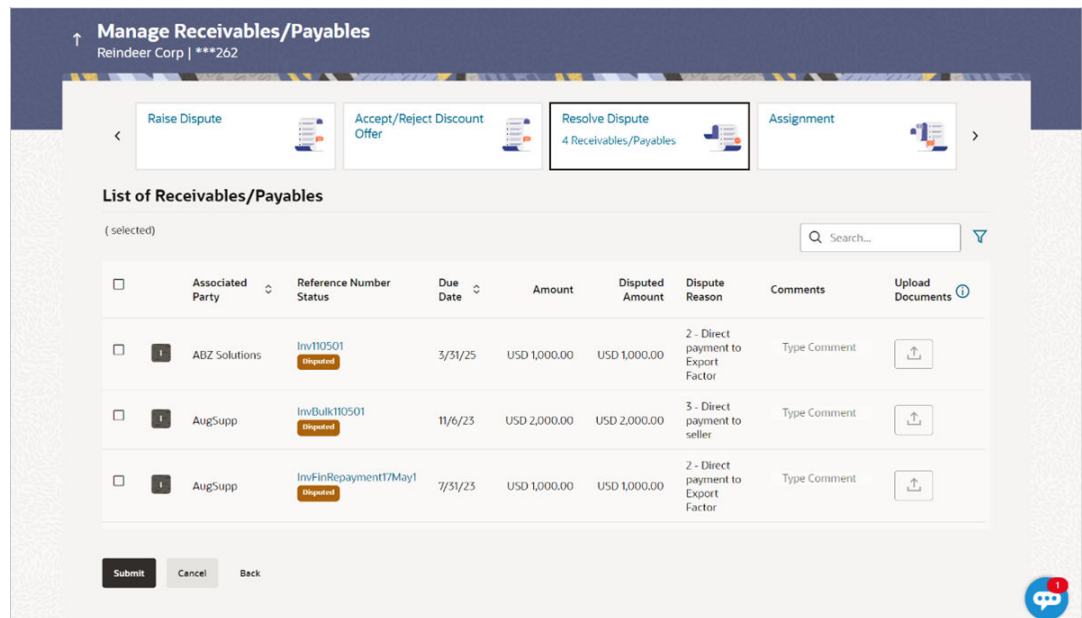 Manage Receivables/Payables
Reindeer Corp | ***262
Raise Dispute
Accept/Reject Discount
Offer
Resolve Dispute
4 Receivables/Payables
Assignment
List of Receivables/Payables
( selected)
Search...
Associated
Party
Reference Number
Status
Due
Date
Amount
Disputed
Amount
Dispute
Reason
Comments
Upload
Documents
I
ABZ Solutions
Inv110501
Disputed
3/31/25
USD 1,000.00
USD 1,000.00
2 - Direct
payment to
Export
Factor
Type Comment
I
AugSupp
InvBulk110501
Disputed
11/6/23
USD 2,000.00
USD 2,000.00
3 - Direct
payment to
seller
Type Comment
I
AugSupp
InvFinRepayment17May1
Disputed
7/31/23
USD 1,000.00
USD 1,000.00
2 - Direct
payment to
Export
Factor
Type Comment
Submit
Cancel
Back
1